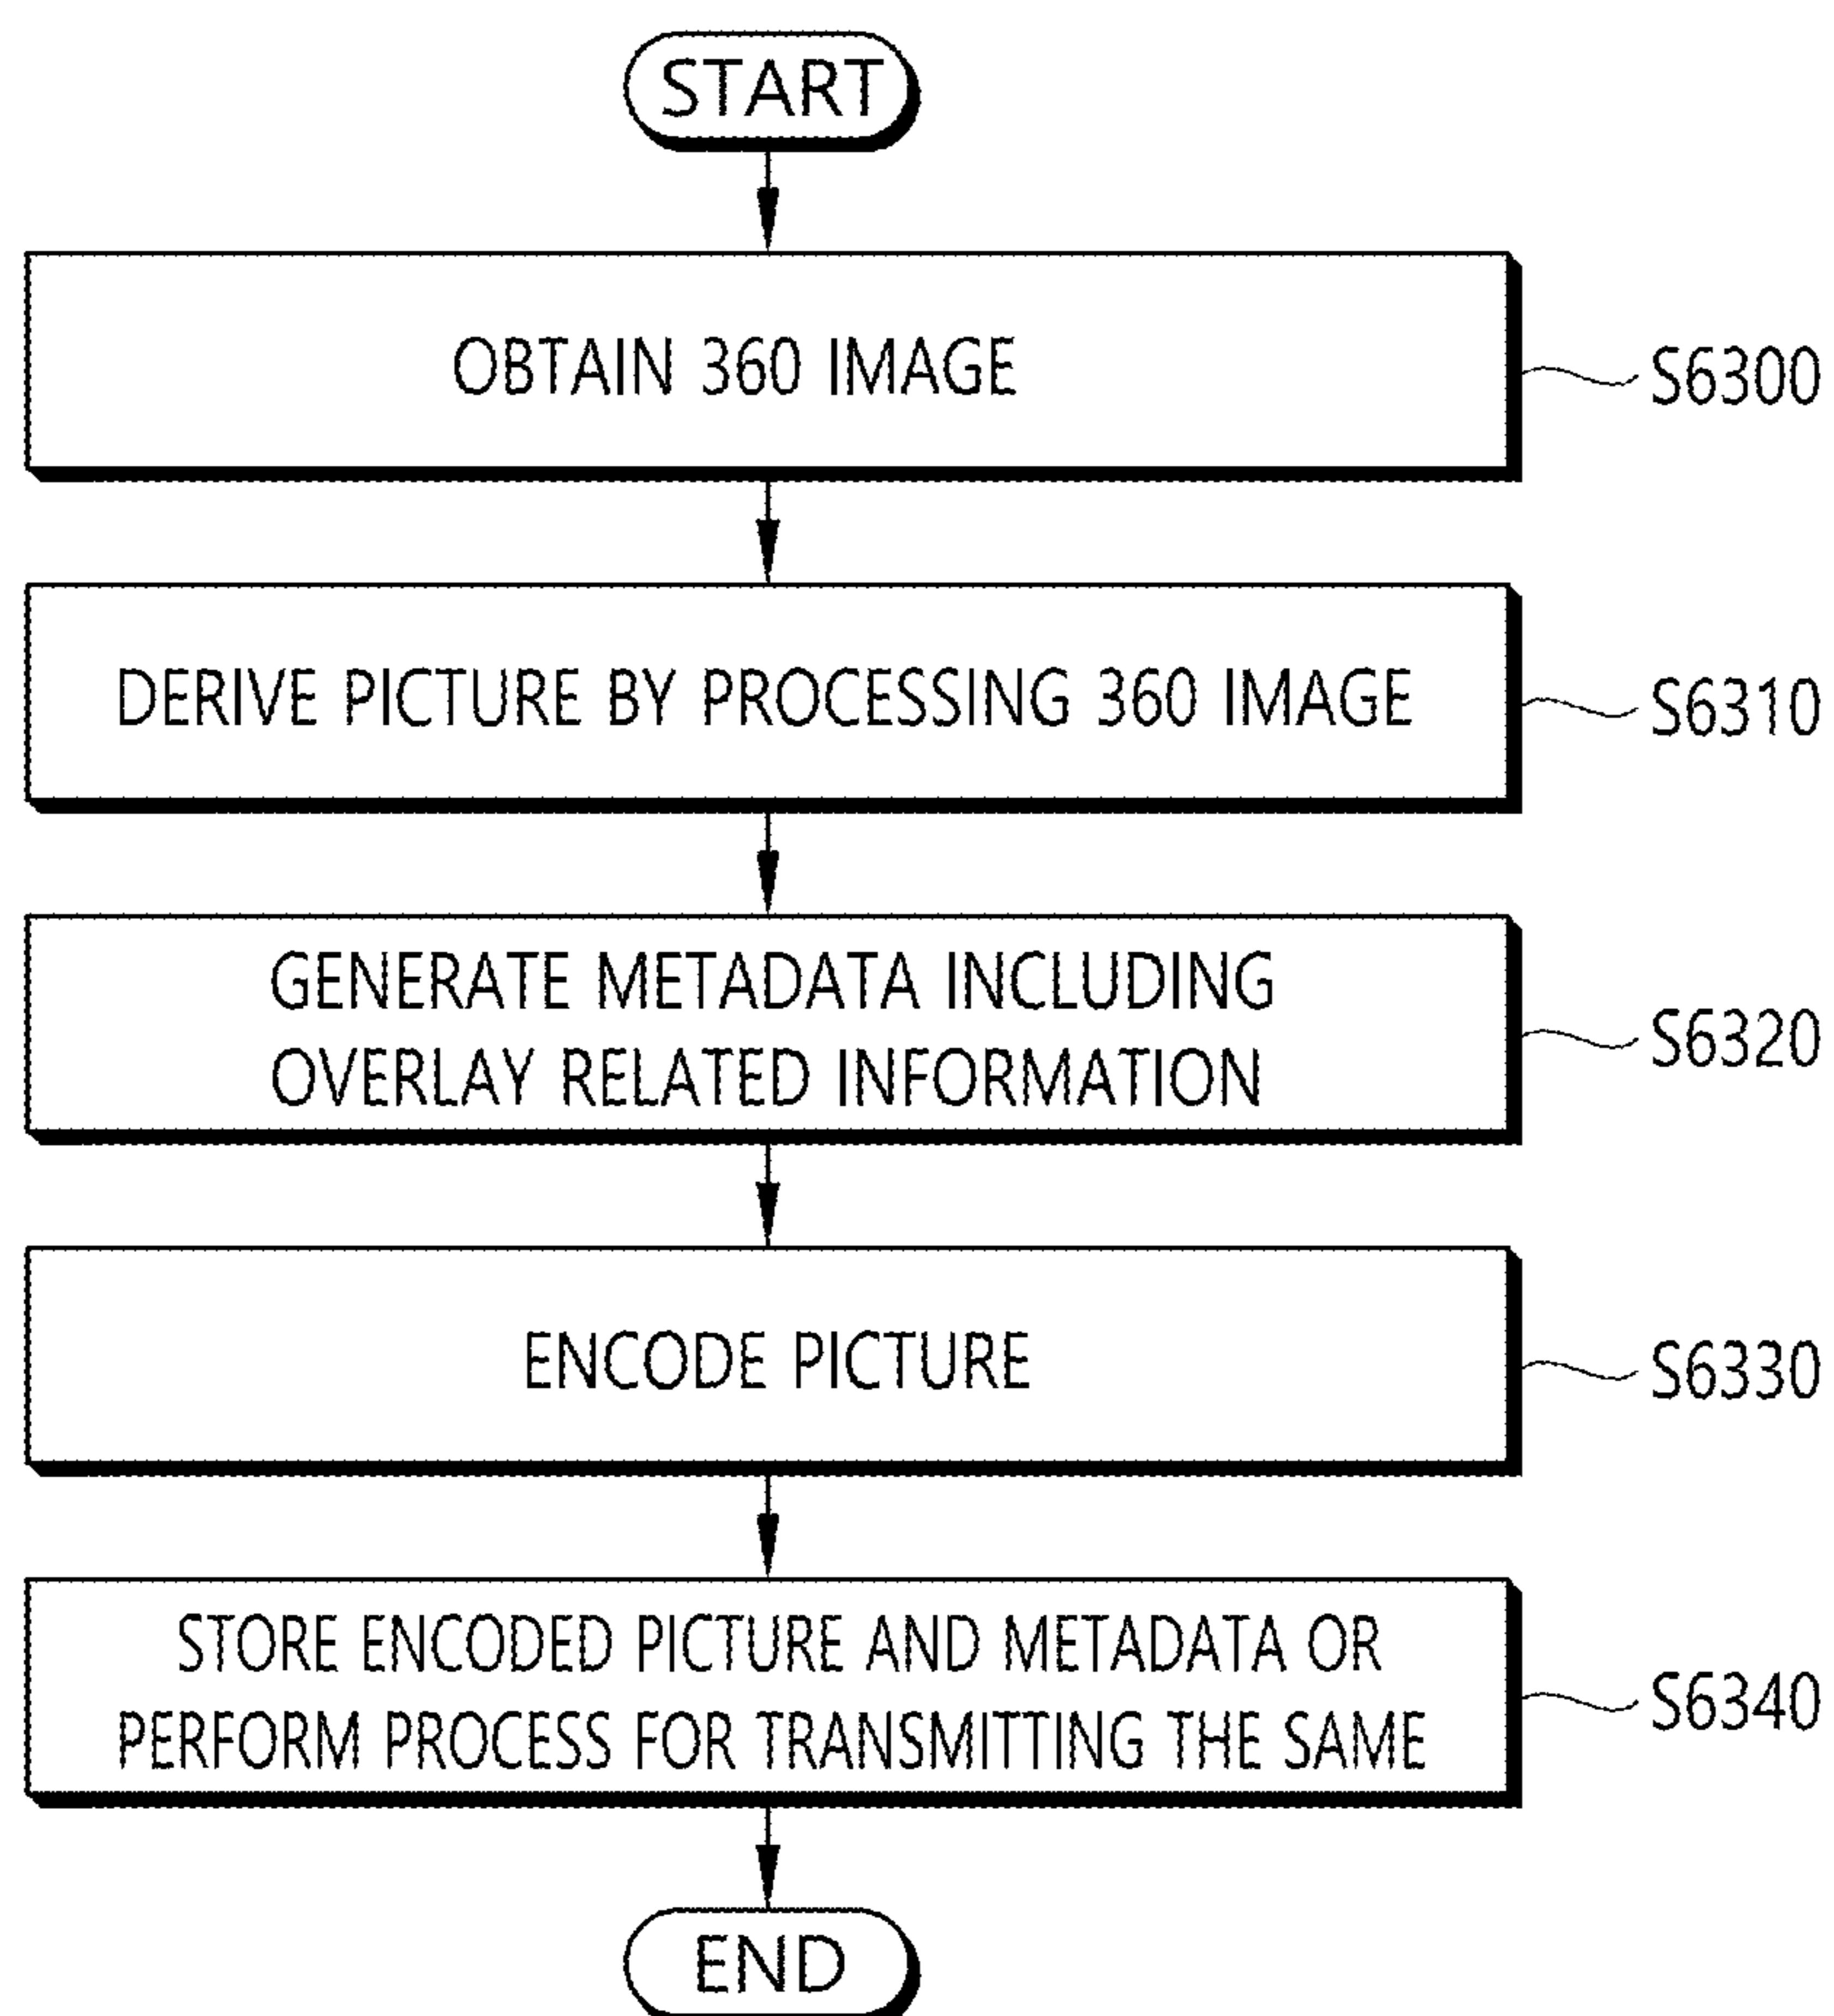 START
OBTAIN 360 IMAGE
S6300
DERIVE PICTURE BY PROCESSING 360 IMAGE
S6310
GENERATE METADATA INCLUDING
OVERLAY RELATED INFORMATION
S6320
ENCODE PICTURE
S6330
STORE ENCODED PICTURE AND METADATA OR
PERFORM PROCESS FOR TRANSMITTING THE SAME
S6340
END